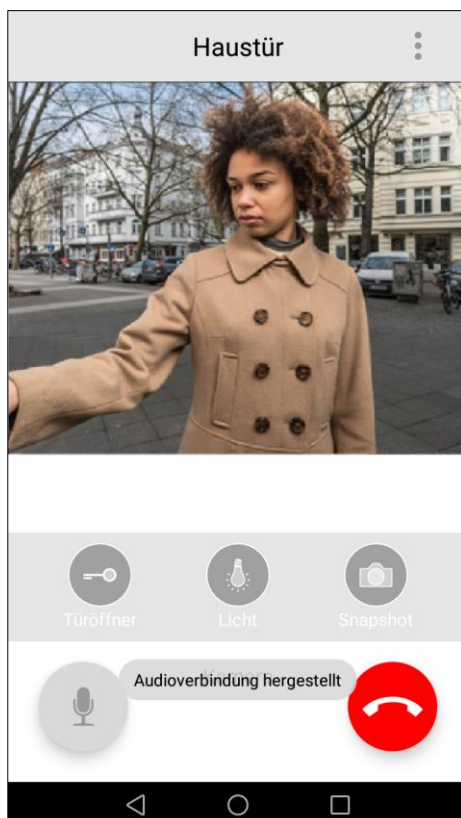 Haustür
Türöffner
Licht
Snapshot
Audioverbindung hergestellt